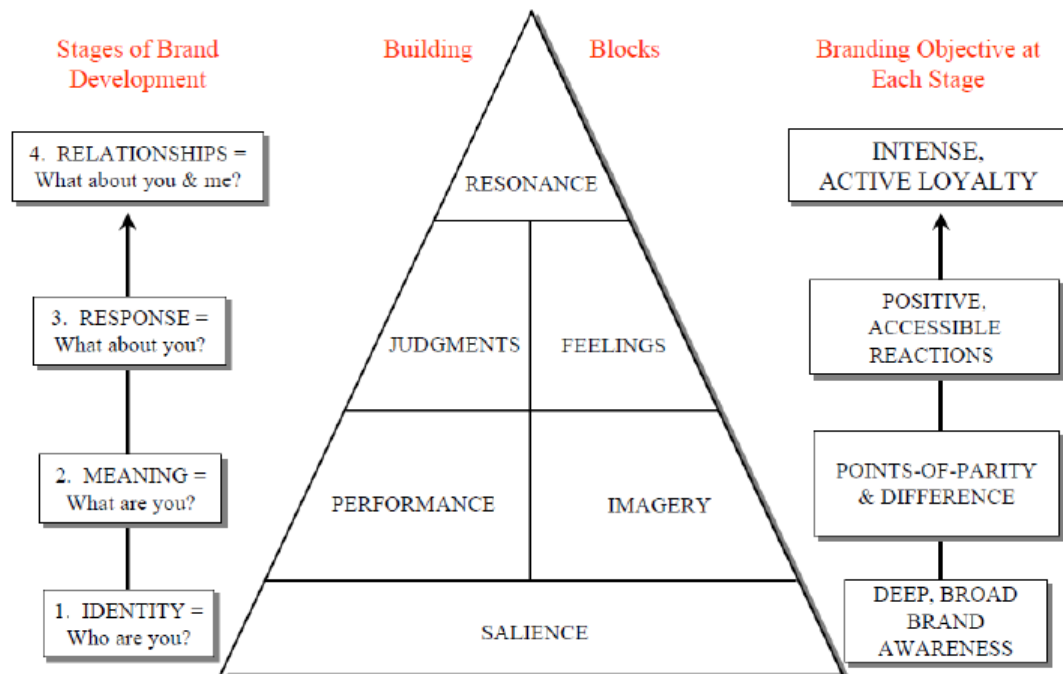 Stages of Brand
Development
Building
Blocks
Branding Objective at
Each Stage
4. RELATIONSHIPS =
What about you & me?
RESONANCE
INTENSE,
ACTIVE LOYALTY
3. RESPONSE =
What about you?
JUDGMENTS
FEELINGS
POSITIVE,
ACCESSIBLE
REACTIONS
2. MEANING =
What are you?
PERFORMANCE
IMAGERY
POINTS-OF-PARITY
& DIFFERENCE
1. IDENTITY =
Who are you?
SALIENCE
DEEP, BROAD
BRAND
AWARENESS